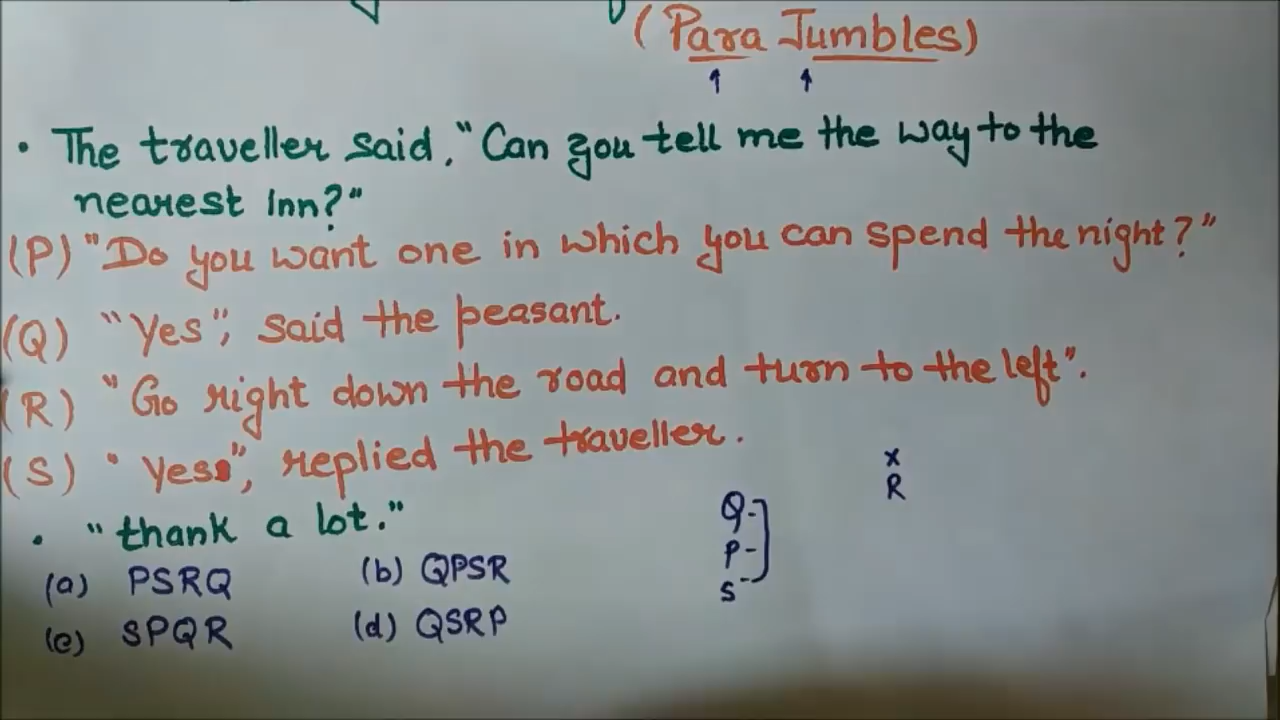 (Para Jumbles)
• The traveller said, "Can you tell me the way to the
nearest Inn?"
(P) "Do you want one in which you can spend the night?"
(Q) "Yes", said the peasant.
(R) "Go right down the road and turn to the left".
(S) "Yes", replied the traveller.
• "thank a lot."
(a) PSRQ (b) QPSR
(c) SPQR (d) QSRP
x
R
Q-
P-
S-